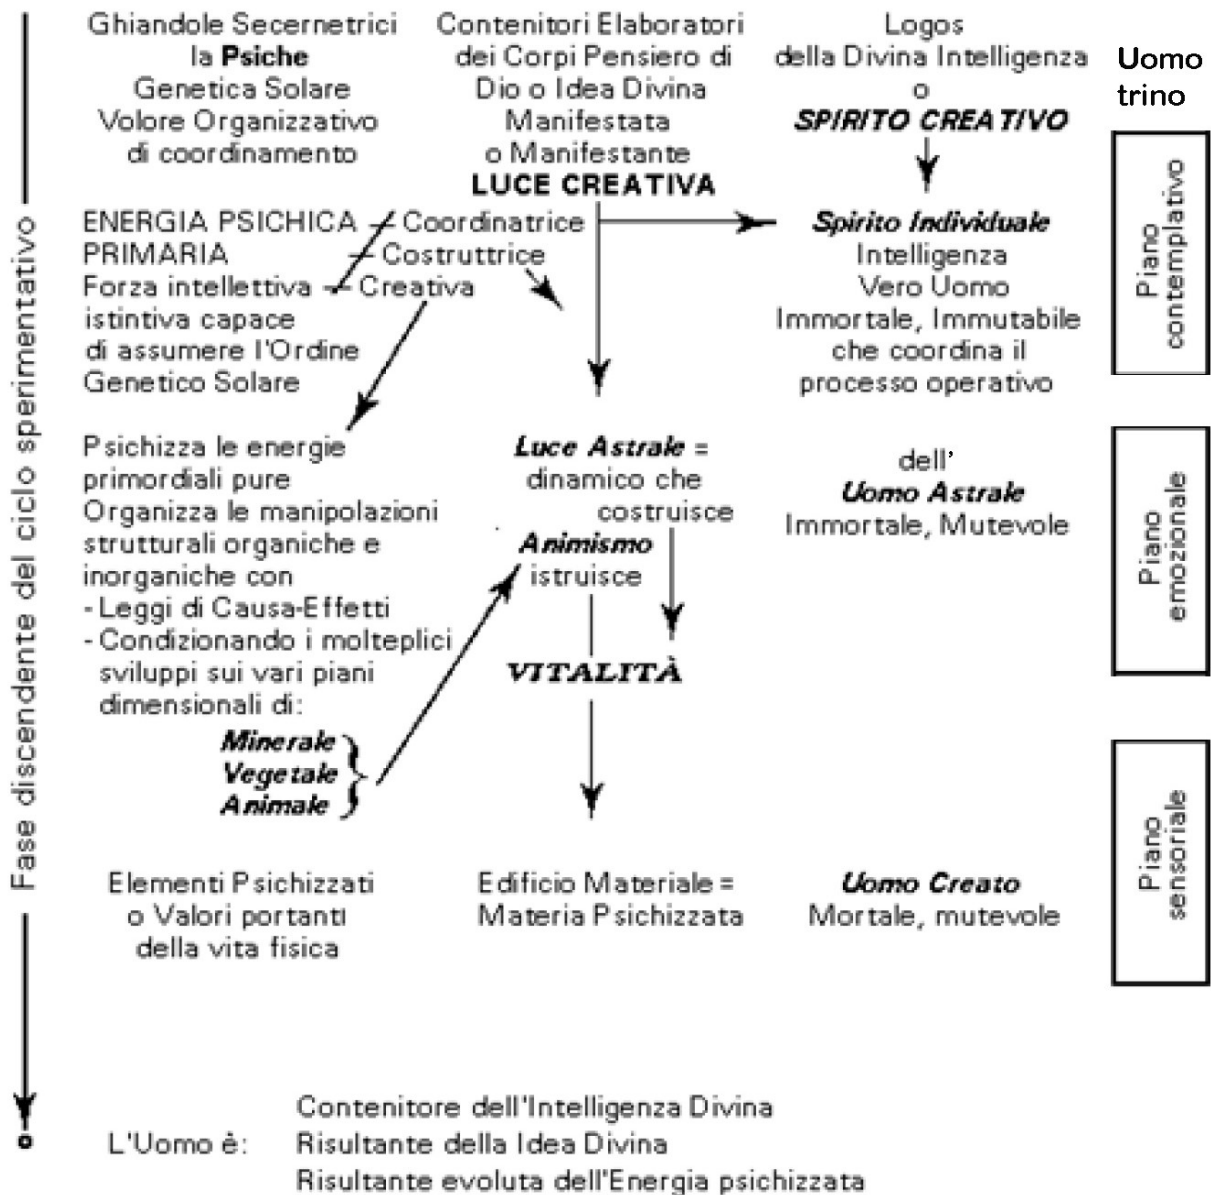 Ghiandole Secernetrici
la Psiche
Genetica Solare
Volore Organizzativo
di coordinamento
Contenitori Elaboratori
dei Corpi Pensiero di
Dio o Idea Divina
Manifestata
o Manifestante
LUCE CREATIVA
Logos
della Divina Intelligenza
o
SPIRITO CREATIVO
Uomo
trino
ENERGIA PSICHICA
PRIMARIA
Forza intellettiva
istintiva capace
di assumere l'Ordine
Genetico Solare
Coordinatrice
Costruttrice
Creativa
Spirito Individuale
Intelligenza
Vero Uomo
Immortale, Immutabile
che coordina il
processo operativo
Piano
contemplativo
Psichizza le energie
primordiali pure
Organizza le manipolazioni
strutturali organiche e
inorganiche con
- Leggi di Causa-Effetti
- Condizionando i molteplici
sviluppi sui vari piani
dimensionali di:
Minerale
Vegetale
Animale
Luce Astrale =
dinamico che
costruisce
Animismo
istruisce
VITALITÀ
dell'
Uomo Astrale
Immortale, Mutevole
Piano
emozionale
Elementi Psichizzati
o Valori portanti
della vita fisica
Edificio Materiale =
Materia Psichizzata
Uomo Creato
Mortale, mutevole
Piano
sensoriale
Fase discendente del ciclo sperimentativo
L'Uomo è:
Contenitore dell'Intelligenza Divina
Risultante della Idea Divina
Risultante evoluta dell'Energia psichizzata